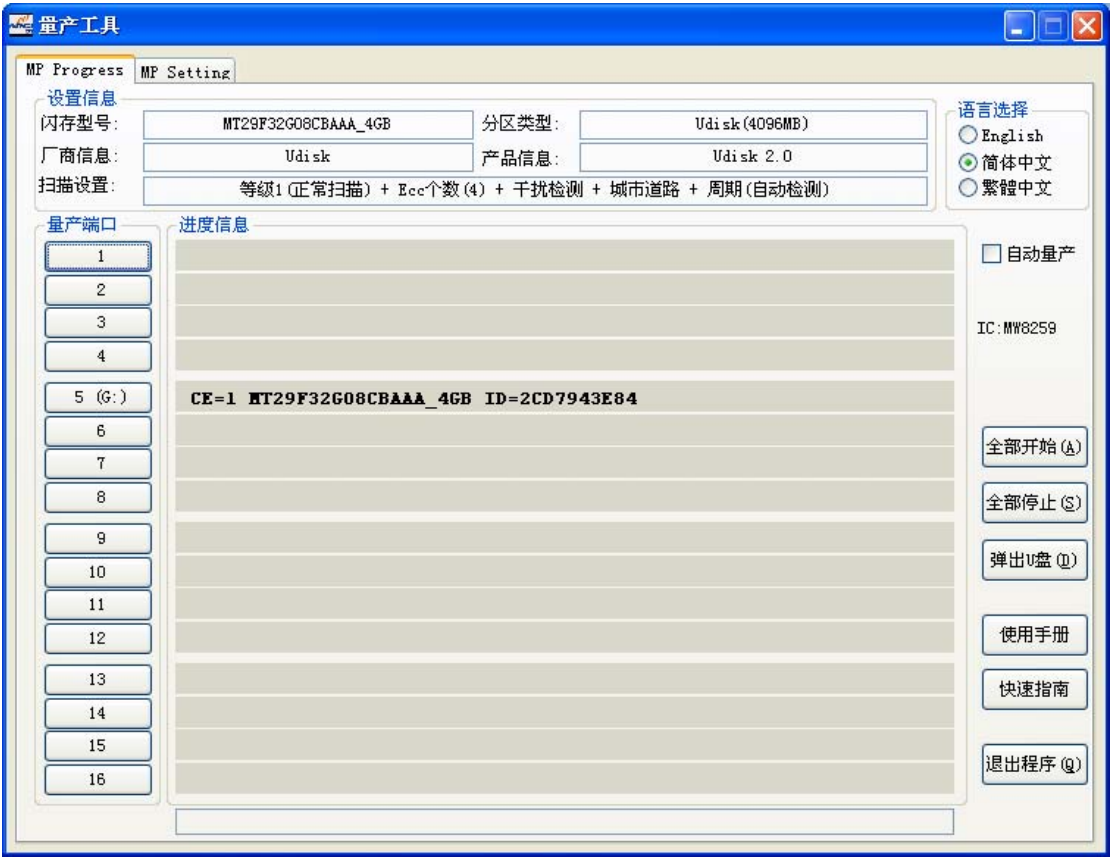 量产工具
MP Progress MP Setting
设置信息
闪存型号: MT29F32G08CBAAA_4GB 分区类型: Udisk(4096MB)
厂商信息: Udisk 产品信息: Udisk 2.0
扫描设置: 等级1(正常扫描) + Ecc个数(4) + 干扰检测 + 城市道路 + 周期(自动检测)
语言选择
English
简体中文
繁體中文
量产端口 进度信息
1
2
3
4
5 (G:) CE=1 MT29F32G08CBAAA_4GB ID=2CD7943E84
6
7
8
9
10
11
12
13
14
15
16
自动量产
IC:MW8259
全部开始(A)
全部停止(S)
弹出U盘(D)
使用手册
快速指南
退出程序(Q)